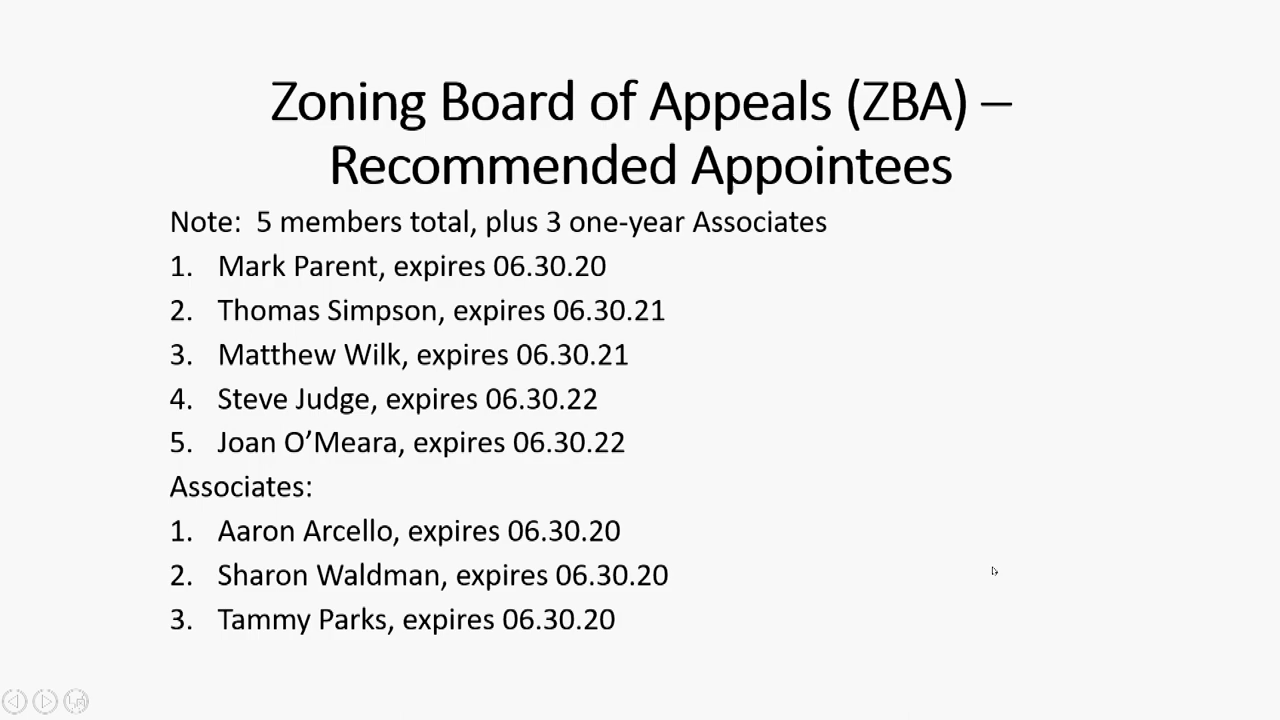 Zoning Board of Appeals (ZBA) –
Recommended Appointees
Note:  5 members total, plus 3 one-year Associates
1. Mark Parent, expires 06.30.20
2. Thomas Simpson, expires 06.30.21
3. Matthew Wilk, expires 06.30.21
4. Steve Judge, expires 06.30.22
5. Joan O’Meara, expires 06.30.22
Associates:
1. Aaron Arcello, expires 06.30.20
2. Sharon Waldman, expires 06.30.20
3. Tammy Parks, expires 06.30.20